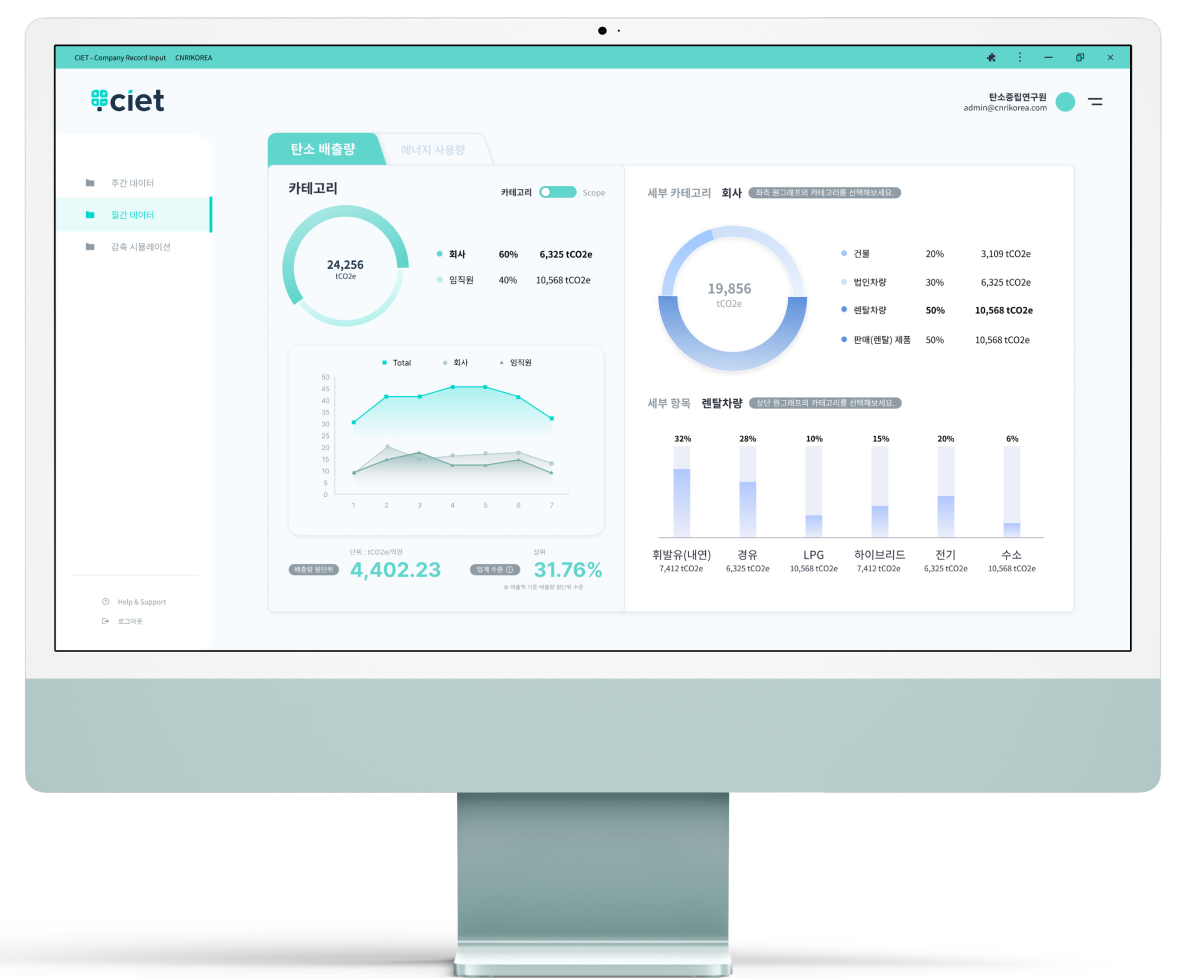 CIET - Company Record Input CNRIKOREA
ciet
탄소중립연구원
admin@cnrikorea.com
주간 데이터
월간 데이터
감축 시뮬레이션
Help & Support
로그아웃
탄소 배출량
에너지 사용량
카테고리
카테고리 Scope
24,256
tCO2e
회사 60% 6,325 tCO2e
임직원 40% 10,568 tCO2e
Total 회사 임직원
50
45
40
35
30
25
20
15
10
5
0
1 2 3 4 5 6 7
단위 : tCO2e/억원
배출량 원단위 4,402.23
상위
업계 수준 31.76%
※ 매출액 기준 배출량 원단위 수준
세부 카테고리 회사 좌측 원그래프의 카테고리를 선택해보세요.
19,856
tCO2e
건물 20% 3,109 tCO2e
법인차량 30% 6,325 tCO2e
렌탈차량 50% 10,568 tCO2e
판매(렌탈) 제품 50% 10,568 tCO2e
세부 항목 렌탈차량 상단 원그래프의 카테고리를 선택해보세요.
32% 28% 10% 15% 20% 6%
휘발유(내연) 경유 LPG 하이브리드 전기 수소
7,412 tCO2e 6,325 tCO2e 10,568 tCO2e 7,412 tCO2e 6,325 tCO2e 10,568 tCO2e